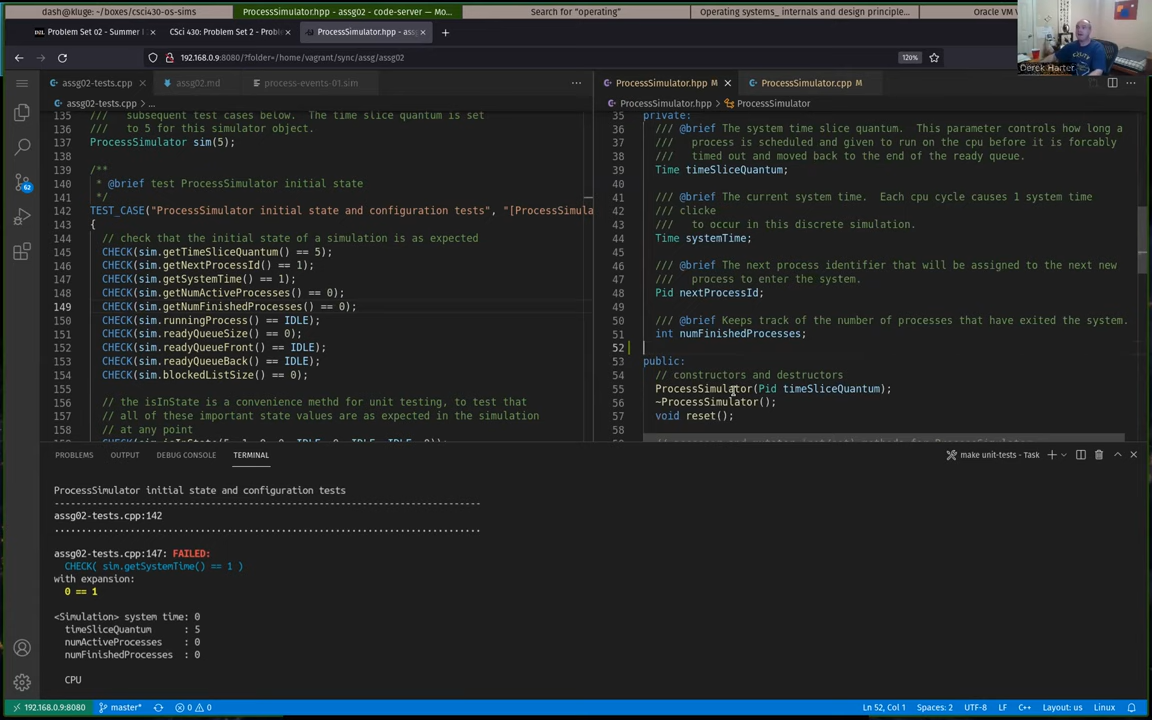 dash@kluge: ~/boxes/csci430-os-sims
ProcessSimulator.hpp - assg02 - code-server — Mo...
Search for "operating"
Operating systems_ internals and design principle...
Oracle VM V
Problem Set 02 - Summer I
CSci 430: Problem Set 2 - Proble
ProcessSimulator.hpp - assg
192.168.0.9:8080/?folder=/home/vagrant/sync/assg/assg02
120%
Derek Harter
assg02-tests.cpp
assg02.md
process-events-01.sim
ProcessSimulator.hpp M
ProcessSimulator.cpp M
assg02-tests.cpp > ...
ProcessSimulator.hpp > ProcessSimulator
135 /// subsequent test cases below. The time slice quantum is set
136 /// to 5 for this simulator object.
137 ProcessSimulator sim(5);
138
139 /**
140 * @brief test ProcessSimulator initial state
141 */
142 TEST_CASE("ProcessSimulator initial state and configuration tests", "[ProcessSimula
143 {
144 // check that the initial state of a simulation is as expected
145 CHECK(sim.getTimeSliceQuantum() == 5);
146 CHECK(sim.getNextProcessId() == 1);
147 CHECK(sim.getSystemTime() == 1);
148 CHECK(sim.getNumActiveProcesses() == 0);
149 CHECK(sim.getNumFinishedProcesses() == 0);
150 CHECK(sim.runningProcess() == IDLE);
151 CHECK(sim.readyQueueSize() == 0);
152 CHECK(sim.readyQueueFront() == IDLE);
153 CHECK(sim.readyQueueBack() == IDLE);
154 CHECK(sim.blockedListSize() == 0);
155
156 // the isInState is a convenience methd for unit testing, to test that
157 // all of these important state values are as expected in the simulation
158 // at any point
159
35 private:
36 /// @brief The system time slice quantum. This parameter controls how long a
37 /// process is scheduled and given to run on the cpu before it is forcably
38 /// timed out and moved back to the end of the ready queue.
39 Time timeSliceQuantum;
40
41 /// @brief The current system time. Each cpu cycle causes 1 system time
42 /// clicke
43 /// to occur in this discrete simulation.
44 Time systemTime;
45
46 /// @brief The next process identifier that will be assigned to the next new
47 /// process to enter the system.
48 Pid nextProcessId;
49
50 /// @brief Keeps track of the number of processes that have exited the system.
51 int numFinishedProcesses;
52
53 public:
54 // constructors and destructors
55 ProcessSimulator(Pid timeSliceQuantum);
56 ~ProcessSimulator();
57 void reset();
58
PROBLEMS
OUTPUT
DEBUG CONSOLE
TERMINAL
make unit-tests - Task
ProcessSimulator initial state and configuration tests
-------------------------------------------------------------------------------
assg02-tests.cpp:142
...............................................................................
assg02-tests.cpp:147: FAILED:
CHECK( sim.getSystemTime() == 1 )
with expansion:
0 == 1
<Simulation> system time: 0
timeSliceQuantum : 5
numActiveProcesses : 0
numFinishedProcesses : 0
CPU
62
192.168.0.9:8080
master*
0
0
Ln 52, Col 1
Spaces: 2
UTF-8
LF
C++
Layout: us
Linux